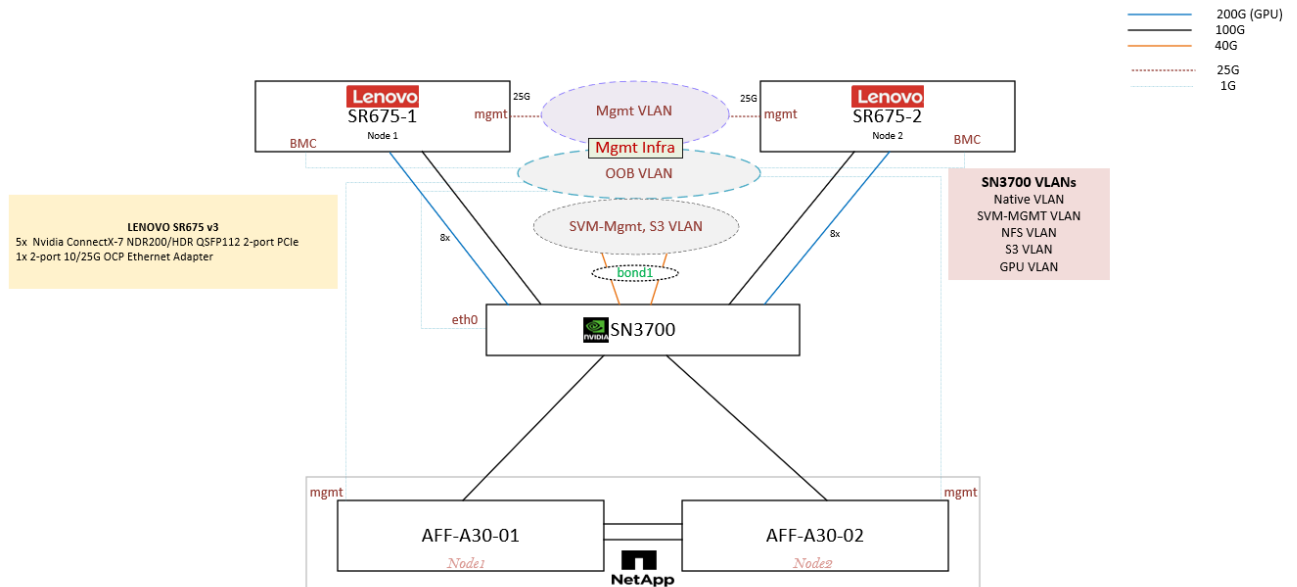 200G (GPU)
100G
40G
25G
1G
Lenovo
SR675-1
Node 1
mgmt
BMC
25G
Mgmt VLAN
25G
Lenovo
SR675-2
Node 2
mgmt
BMC
Mgmt Infra
OOB VLAN
SVM-Mgmt, S3 VLAN
bond1
SN3700 VLANs
Native VLAN
SVM-MGMT VLAN
NFS VLAN
S3 VLAN
GPU VLAN
LENOVO SR675 v3
5x Nvidia ConnectX-7 NDR200/HDR QSFP112 2-port PCIe
1x 2-port 10/25G OCP Ethernet Adapter
8x
8x
eth0
NVIDIA
SN3700
mgmt
mgmt
AFF-A30-01
Node1
AFF-A30-02
Node2
NetApp